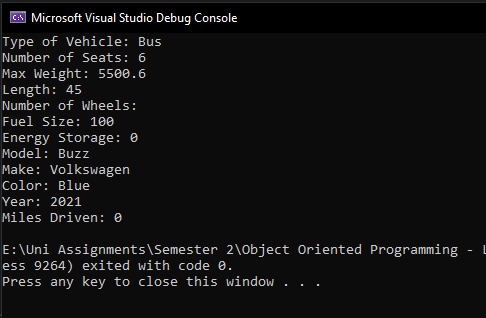 Microsoft Visual Studio Debug Console
Type of Vehicle: Bus
Number of Seats: 6
Max Weight: 5500.6
Length: 45
Number of Wheels:
Fuel Size: 100
Energy Storage: 0
Model: Buzz
Make: Volkswagen
Color: Blue
Year: 2021
Miles Driven: 0
E:\Uni Assignments\Semester 2\Object Oriented Programming - L
ess 9264) exited with code 0.
Press any key to close this window . . .